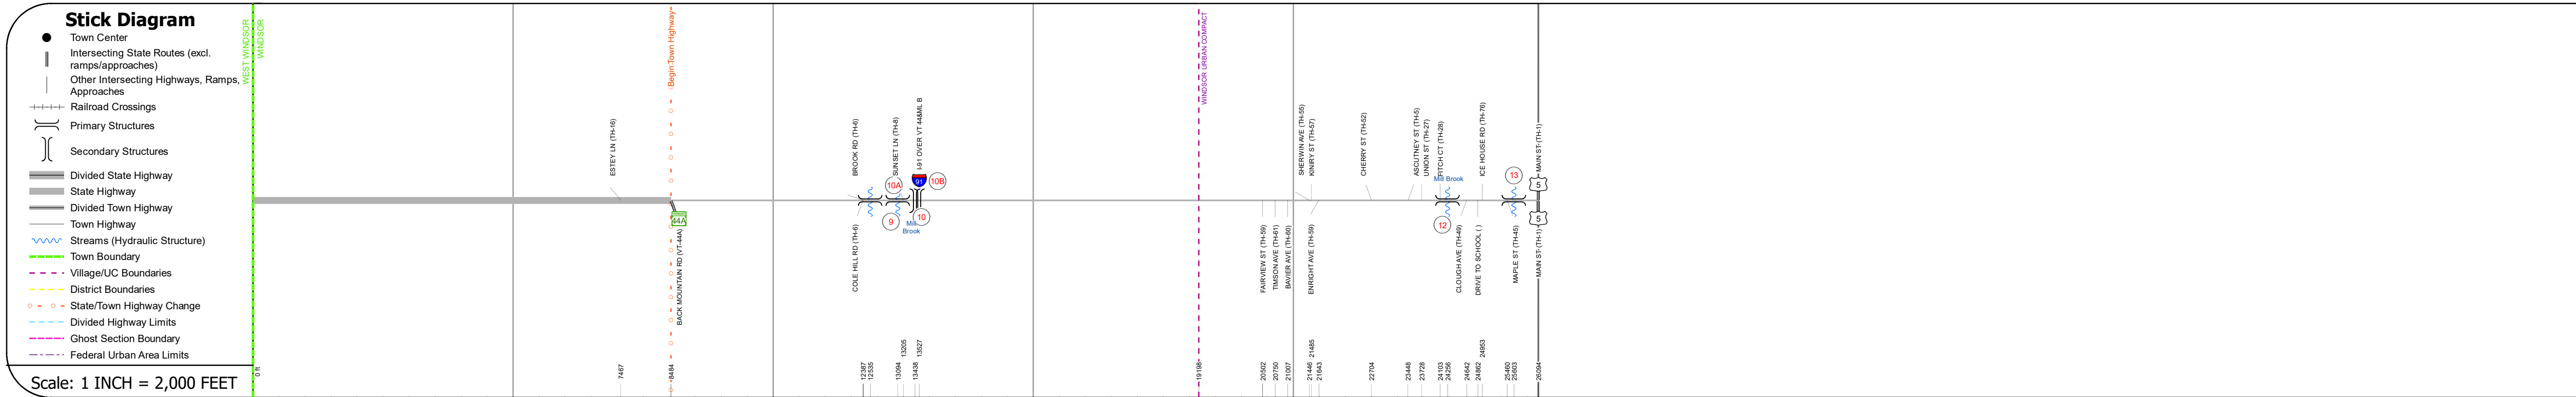 Stick Diagram
Town Center
Intersecting State Routes (excl.
ramps/approaches)
Other Intersecting Highways, Ramps,
Approaches
Railroad Crossings
Primary Structures
Secondary Structures
Divided State Highway
State Highway
Divided Town Highway
Town Highway
Streams (Hydraulic Structure)
Town Boundary
Village/UC Boundaries
District Boundaries
State/Town Highway Change
Divided Highway Limits
Ghost Section Boundary
Federal Urban Area Limits
Scale: 1 INCH = 2,000 FEET
WEST WINDSOR
WINDSOR
Begin Town Highway
WINDSOR URBAN COMPACT
ESTEY LN (TH-16)
44A
BACK MOUNTAIN RD (VT-44A)
BROOK RD (TH-6)
COLE HILL RD (TH-6)
SUNSET LN (TH-8)
I-91 OVER VT 44&ML B
10A
91
10B
9
10
Mill
Brook
FAIRVIEW ST (TH-59)
TIMSON AVE (TH-61)
BAVIER AVE (TH-60)
SHERWIN AVE (TH-55)
KINIRY ST (TH-57)
ENRIGHT AVE (TH-59)
CHERRY ST (TH-52)
ASCUTNEY ST (TH-5)
UNION ST (TH-27)
FITCH CT (TH-28)
Mill Brook
12
CLOUGH AVE (TH-49)
DRIVE TO SCHOOL ( )
ICE HOUSE RD (TH-76)
13
MAPLE ST (TH-45)
MAIN ST-(TH-1)
5
5
MAIN ST-(TH-1)
0 ft
7467
8484
12387
12535
13094
13205
13438
13527
19198
20502
20750
21007
21446
21485
21643
22704
23448
23728
24103
24256
24642
24862
24953
25460
25603
26094